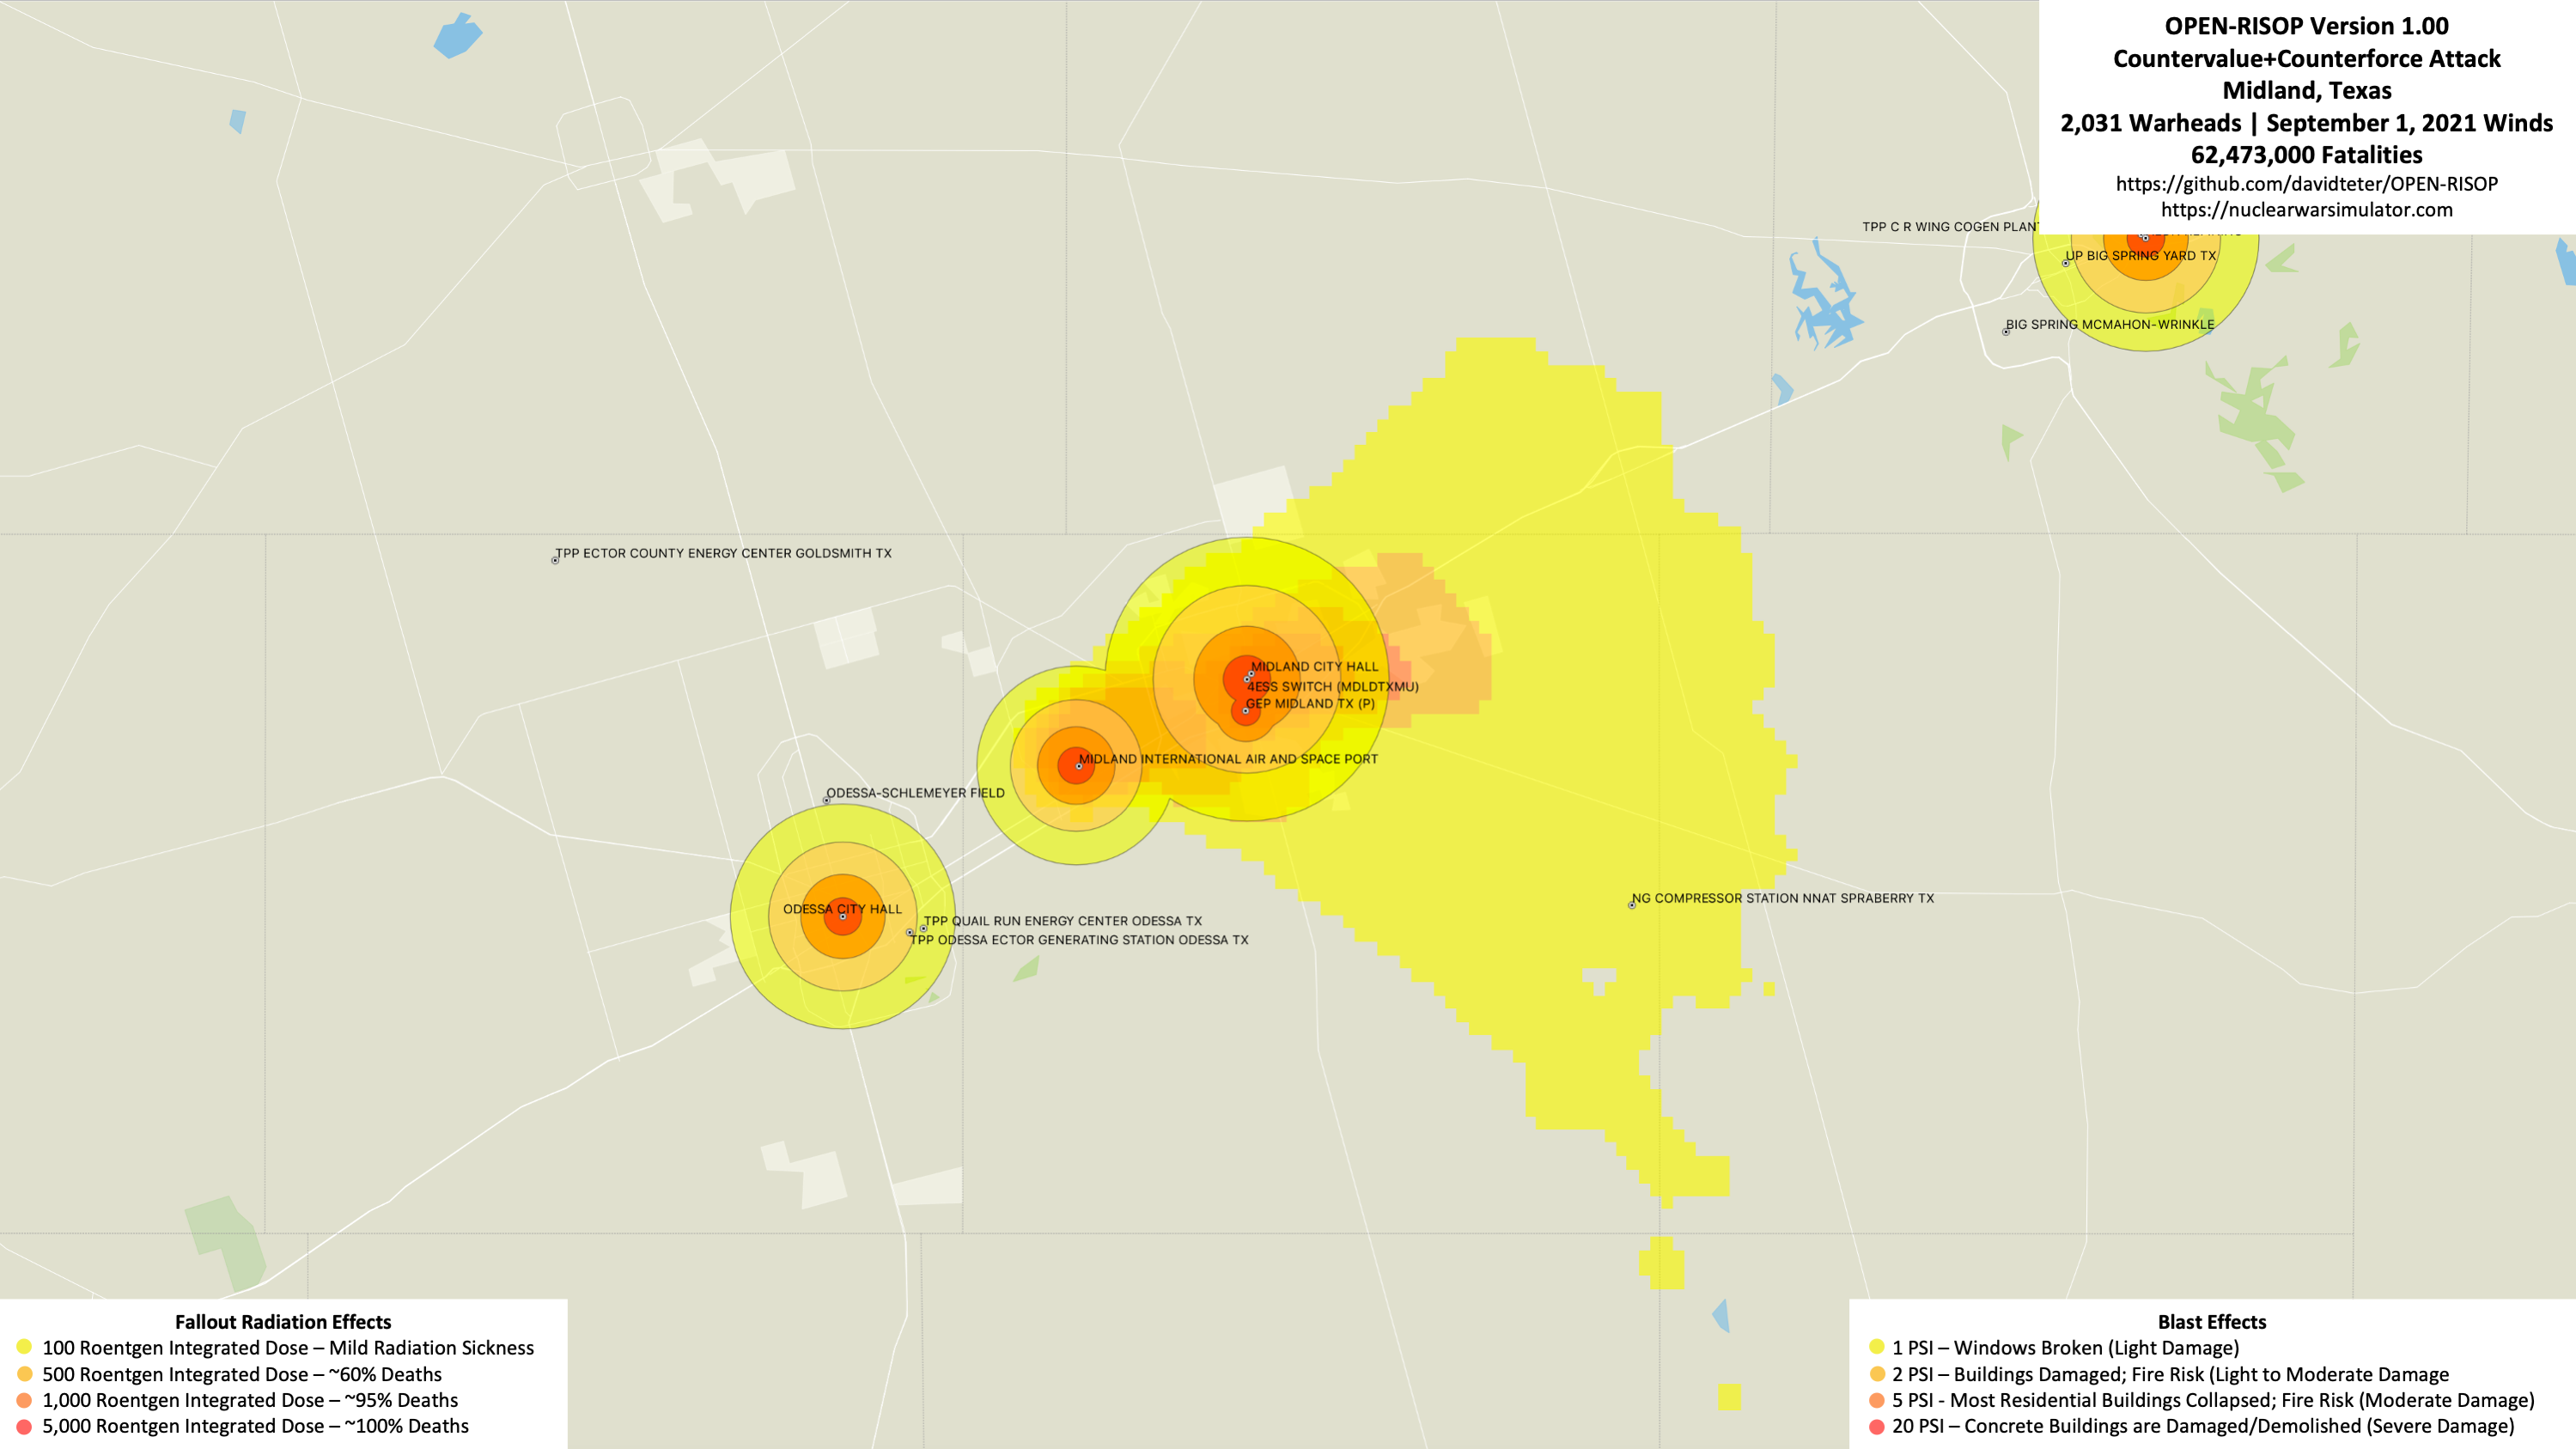 OPEN-RISOP Version 1.00
Countervalue+Counterforce Attack
Midland, Texas
2,031 Warheads | September 1, 2021 Winds
62,473,000 Fatalities
https://github.com/davidteter/OPEN-RISOP
https://nuclearwarsimulator.com
TPP C R WING COGEN PLANT
UP BIG SPRING YARD TX
BIG SPRING MCMAHON-WRINKLE
TPP ECTOR COUNTY ENERGY CENTER GOLDSMITH TX
MIDLAND CITY HALL
4ESS SWITCH (MDLDTXMU)
GEP MIDLAND TX (P)
MIDLAND INTERNATIONAL AIR AND SPACE PORT
ODESSA-SCHLEMEYER FIELD
NG COMPRESSOR STATION NNAT SPRABERRY TX
ODESSA CITY HALL
TPP QUAIL RUN ENERGY CENTER ODESSA TX
TPP ODESSA ECTOR GENERATING STATION ODESSA TX
Fallout Radiation Effects
100 Roentgen Integrated Dose – Mild Radiation Sickness
500 Roentgen Integrated Dose – ~60% Deaths
1,000 Roentgen Integrated Dose – ~95% Deaths
5,000 Roentgen Integrated Dose – ~100% Deaths
Blast Effects
1 PSI – Windows Broken (Light Damage)
2 PSI – Buildings Damaged; Fire Risk (Light to Moderate Damage
5 PSI - Most Residential Buildings Collapsed; Fire Risk (Moderate Damage)
20 PSI – Concrete Buildings are Damaged/Demolished (Severe Damage)